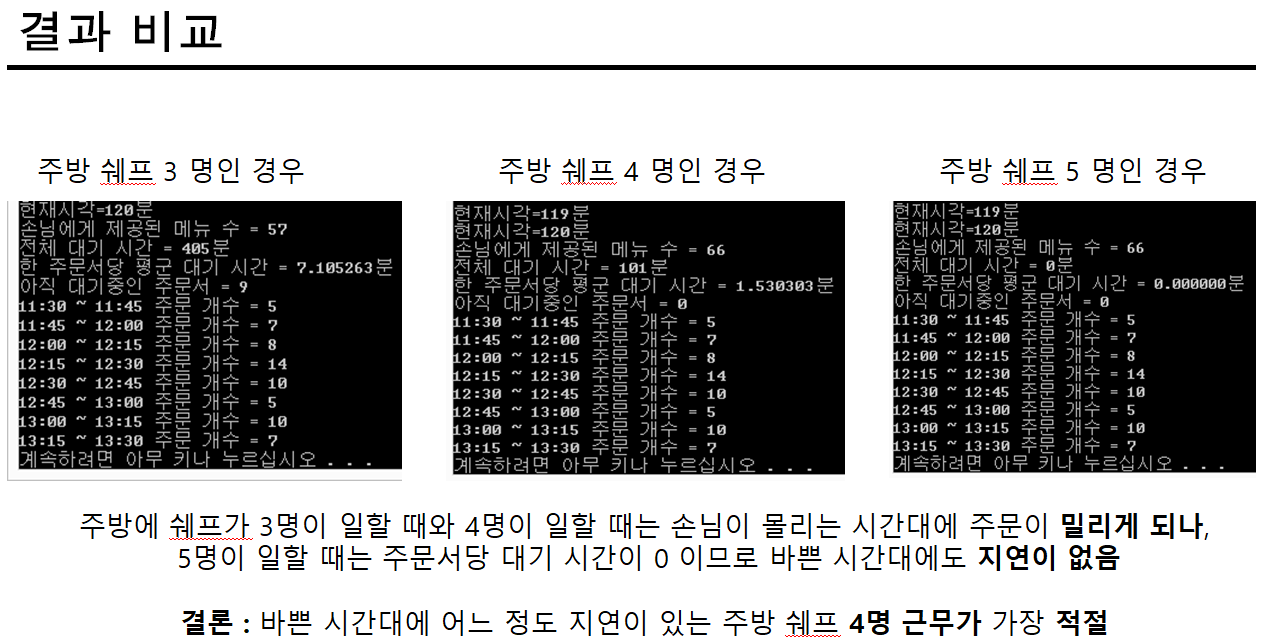 결과 비교
주방 쉐프 3 명인 경우
현재시각=120분
손님에게 제공된 메뉴 수 = 57
전체 대기 시간 = 405분
한 주문서당 평균 대기 시간 = 7.105263분
아직 대기중인 주문서 = 9
11:30 ~ 11:45 주문 개수 = 5
11:45 ~ 12:00 주문 개수 = 7
12:00 ~ 12:15 주문 개수 = 8
12:15 ~ 12:30 주문 개수 = 14
12:30 ~ 12:45 주문 개수 = 10
12:45 ~ 13:00 주문 개수 = 5
13:00 ~ 13:15 주문 개수 = 10
13:15 ~ 13:30 주문 개수 = 7
계속하려면 아무 키나 누르십시오 . . .
주방 쉐프 4 명인 경우
현재시각=119분
현재시각=120분
손님에게 제공된 메뉴 수 = 66
전체 대기 시간 = 101분
한 주문서당 평균 대기 시간 = 1.530303분
아직 대기중인 주문서 = 0
11:30 ~ 11:45 주문 개수 = 5
11:45 ~ 12:00 주문 개수 = 7
12:00 ~ 12:15 주문 개수 = 8
12:15 ~ 12:30 주문 개수 = 14
12:30 ~ 12:45 주문 개수 = 10
12:45 ~ 13:00 주문 개수 = 5
13:00 ~ 13:15 주문 개수 = 10
13:15 ~ 13:30 주문 개수 = 7
계속하려면 아무 키나 누르십시오 . . .
주방 쉐프 5 명인 경우
현재시각=119분
현재시각=120분
손님에게 제공된 메뉴 수 = 66
전체 대기 시간 = 0분
한 주문서당 평균 대기 시간 = 0.000000분
아직 대기중인 주문서 = 0
11:30 ~ 11:45 주문 개수 = 5
11:45 ~ 12:00 주문 개수 = 7
12:00 ~ 12:15 주문 개수 = 8
12:15 ~ 12:30 주문 개수 = 14
12:30 ~ 12:45 주문 개수 = 10
12:45 ~ 13:00 주문 개수 = 5
13:00 ~ 13:15 주문 개수 = 10
13:15 ~ 13:30 주문 개수 = 7
계속하려면 아무 키나 누르십시오 . . .
주방에 쉐프가 3명이 일할 때와 4명이 일할 때는 손님이 몰리는 시간대에 주문이 밀리게 되나,
5명이 일할 때는 주문서당 대기 시간이 0 이므로 바쁜 시간대에도 지연이 없음
결론 : 바쁜 시간대에 어느 정도 지연이 있는 주방 쉐프 4명 근무가 가장 적절